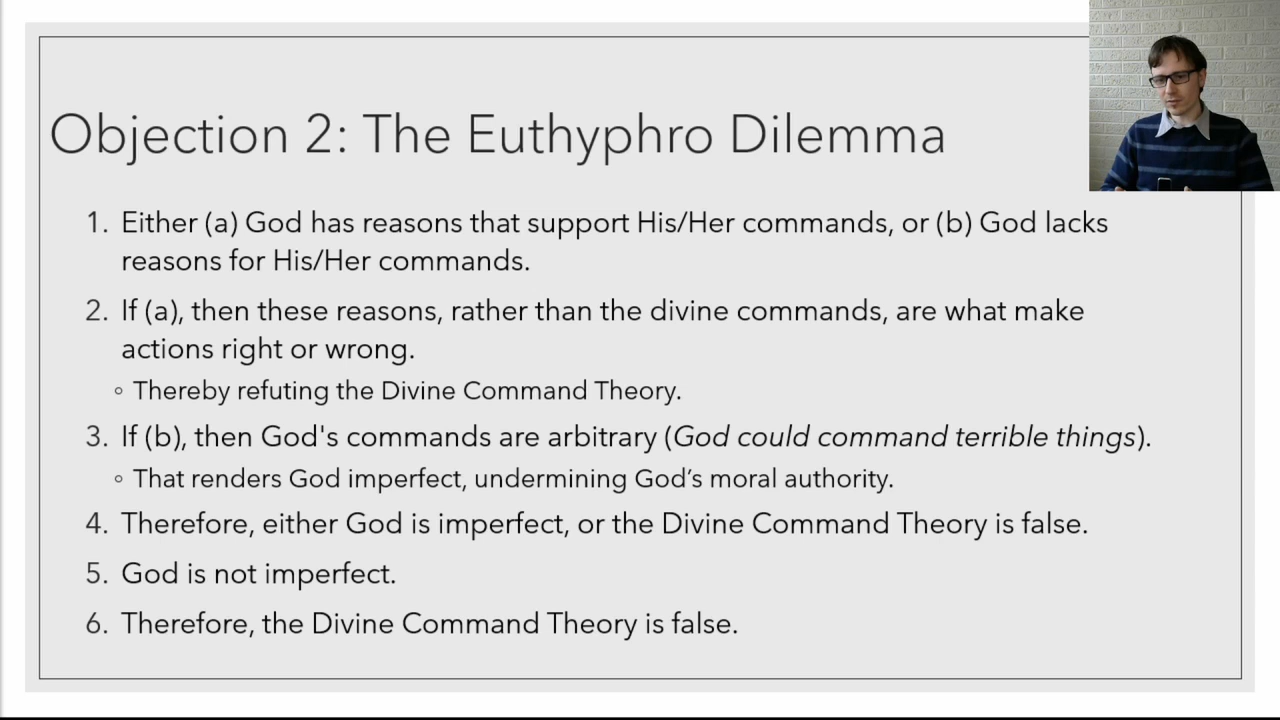 Objection 2: The Euthyphro Dilemma
1. Either (a) God has reasons that support His/Her commands, or (b) God lacks
reasons for His/Her commands.
2. If (a), then these reasons, rather than the divine commands, are what make
actions right or wrong.
◦ Thereby refuting the Divine Command Theory.
3. If (b), then God's commands are arbitrary (God could command terrible things).
◦ That renders God imperfect, undermining God’s moral authority.
4. Therefore, either God is imperfect, or the Divine Command Theory is false.
5. God is not imperfect.
6. Therefore, the Divine Command Theory is false.